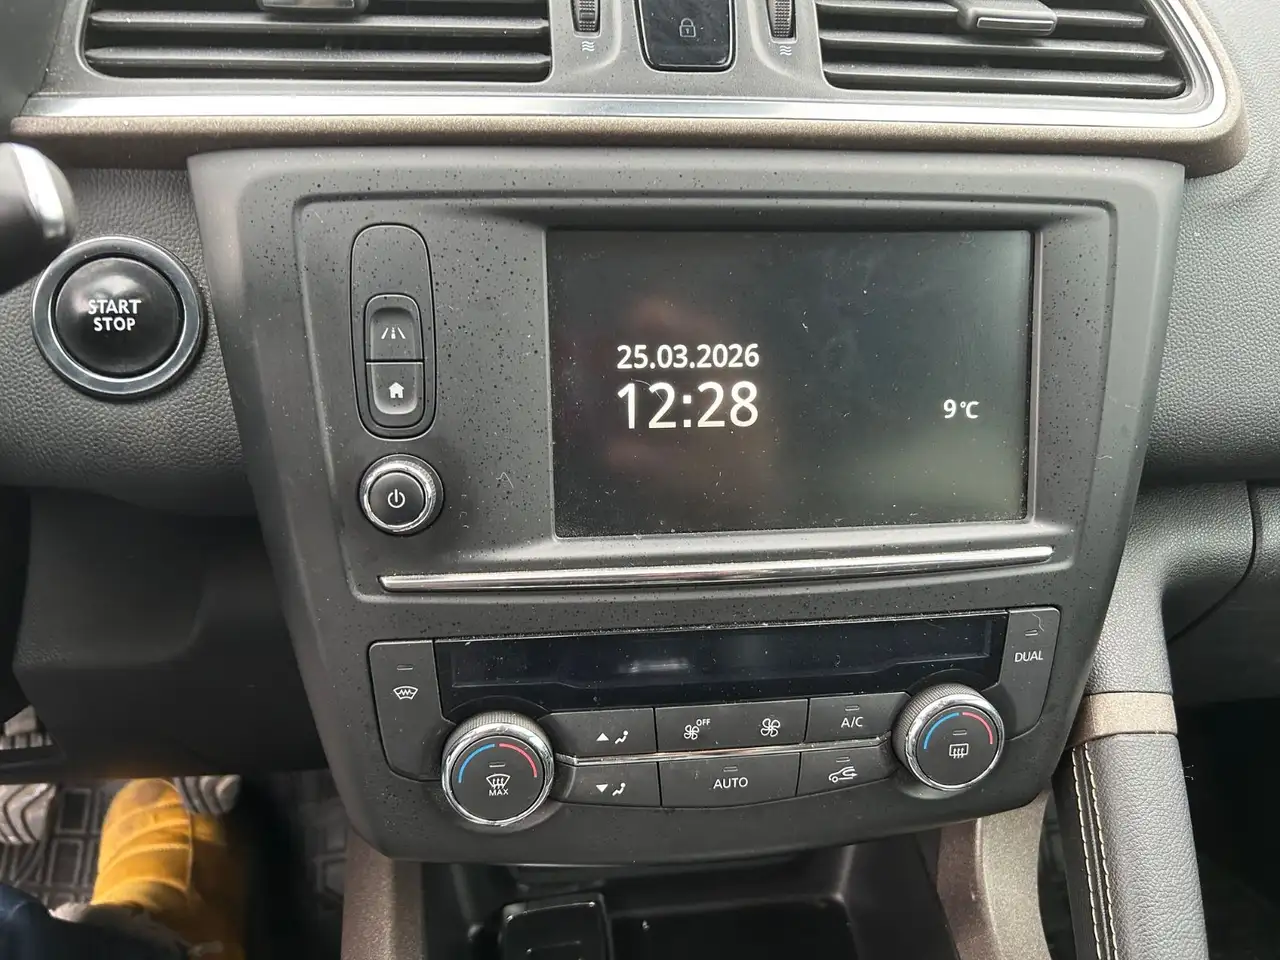 START
STOP
25.03.2026
12:28
9°C
DUAL
OFF
A/C
MAX
AUTO